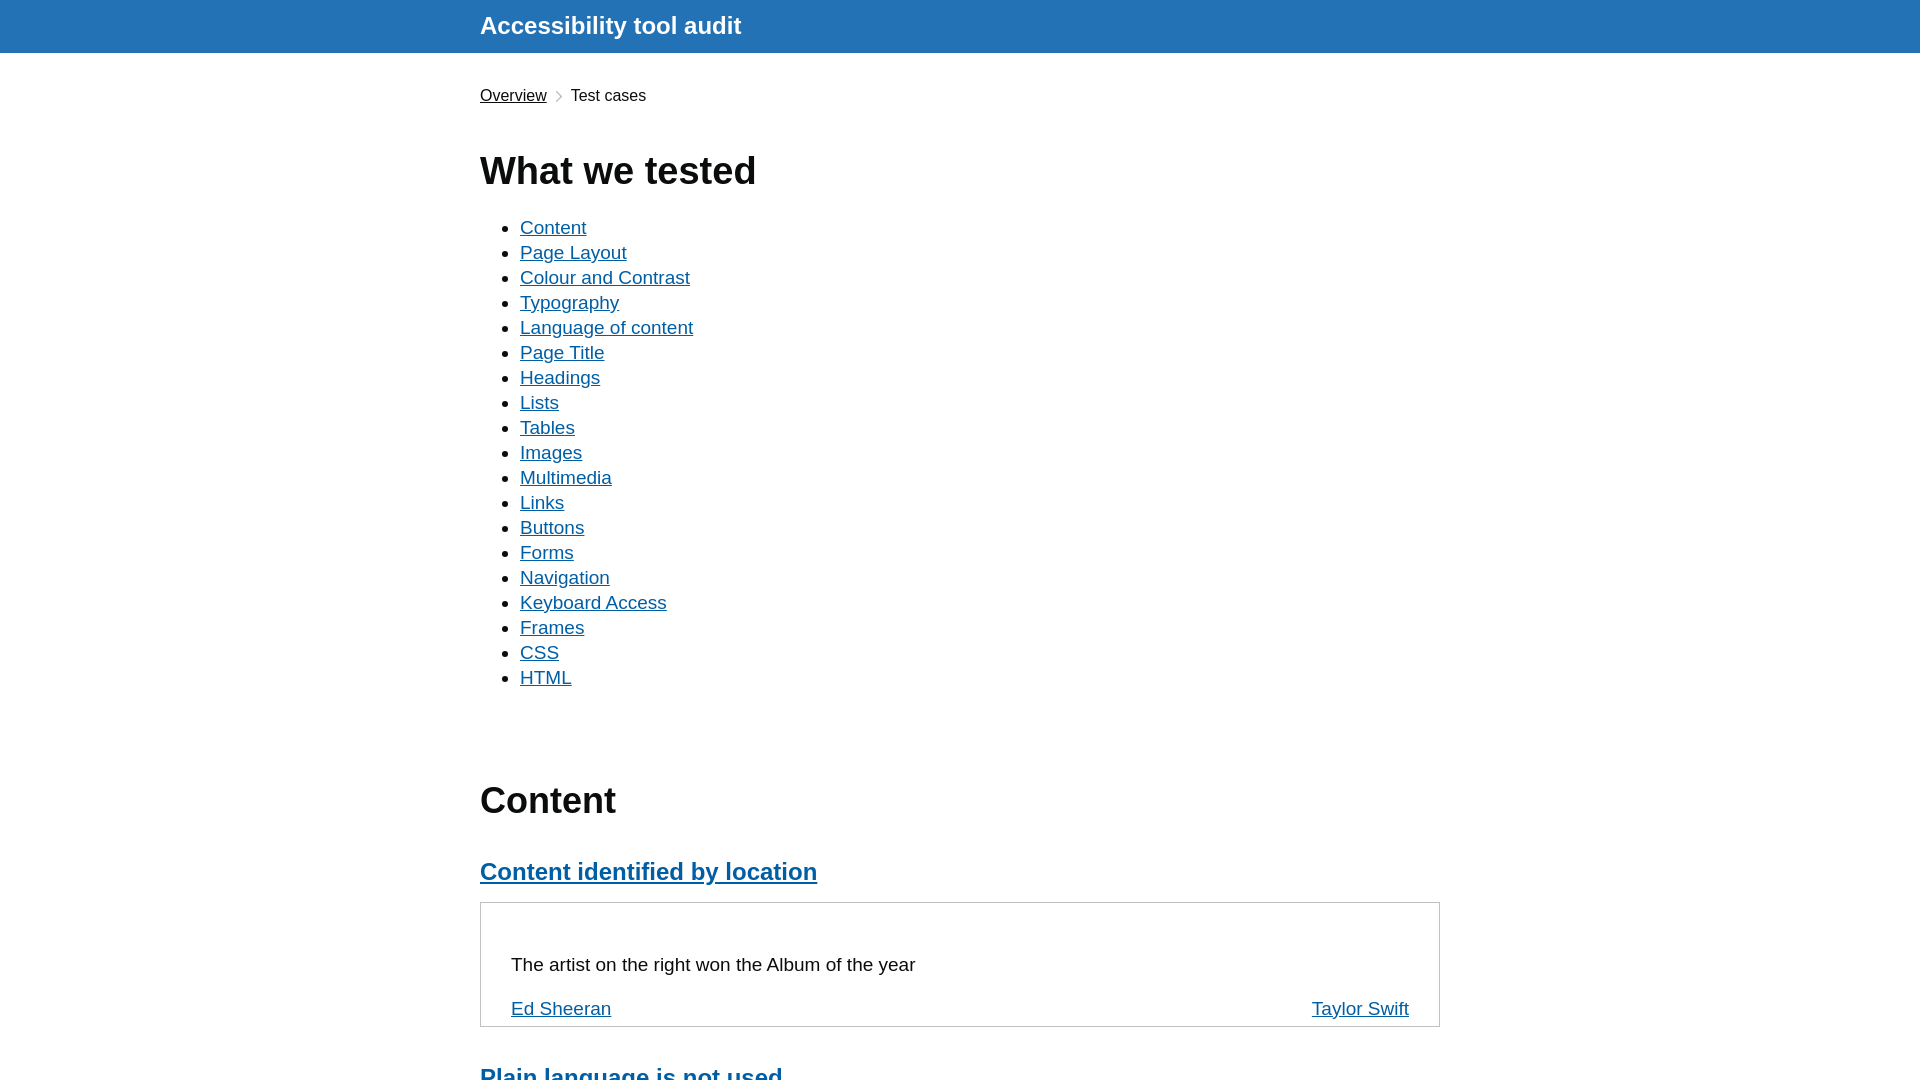 Accessibility tool audit
Overview Test cases
What we tested
Content
Page Layout
Colour and Contrast
Typography
Language of content
Page Title
Headings
Lists
Tables
Images
Multimedia
Links
Buttons
Forms
Navigation
Keyboard Access
Frames
CSS
HTML
Content
Content identified by location
The artist on the right won the Album of the year
Ed Sheeran Taylor Swift
Plain language is not used